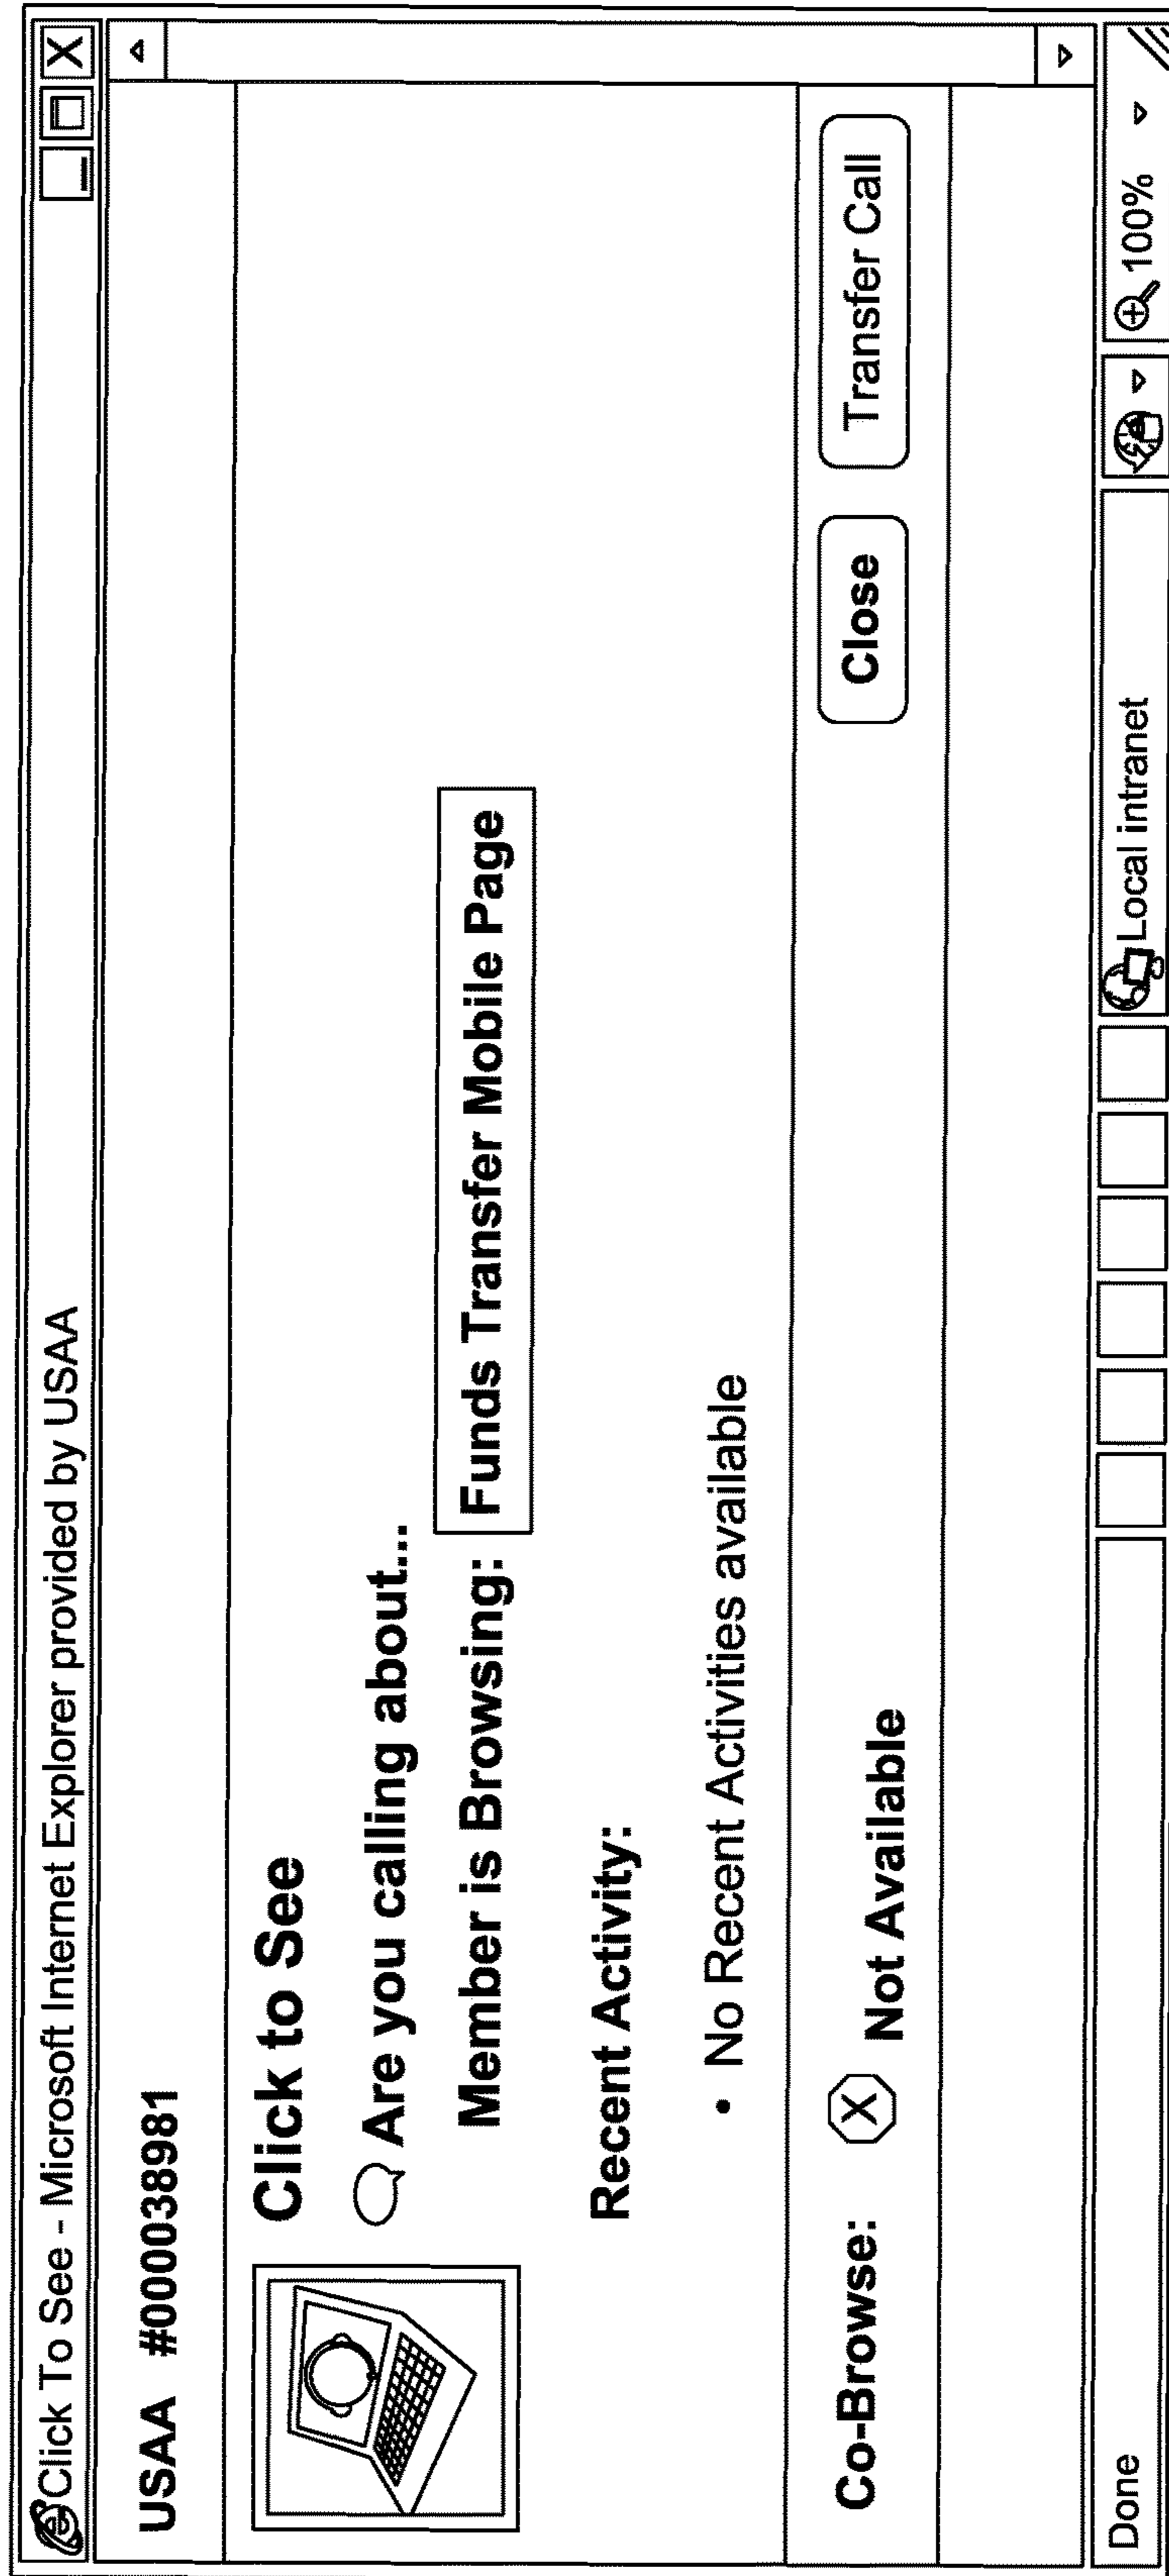 Click To See - Microsoft Internet Explorer provided by USAA
X
USAA #00038981
Click to See
Are you calling about...
Member is Browsing: Funds Transfer Mobile Page
Recent Activity:
• No Recent Activities available
Co-Browse: X Not Available
Close Transfer Call
Done Local intranet 100%